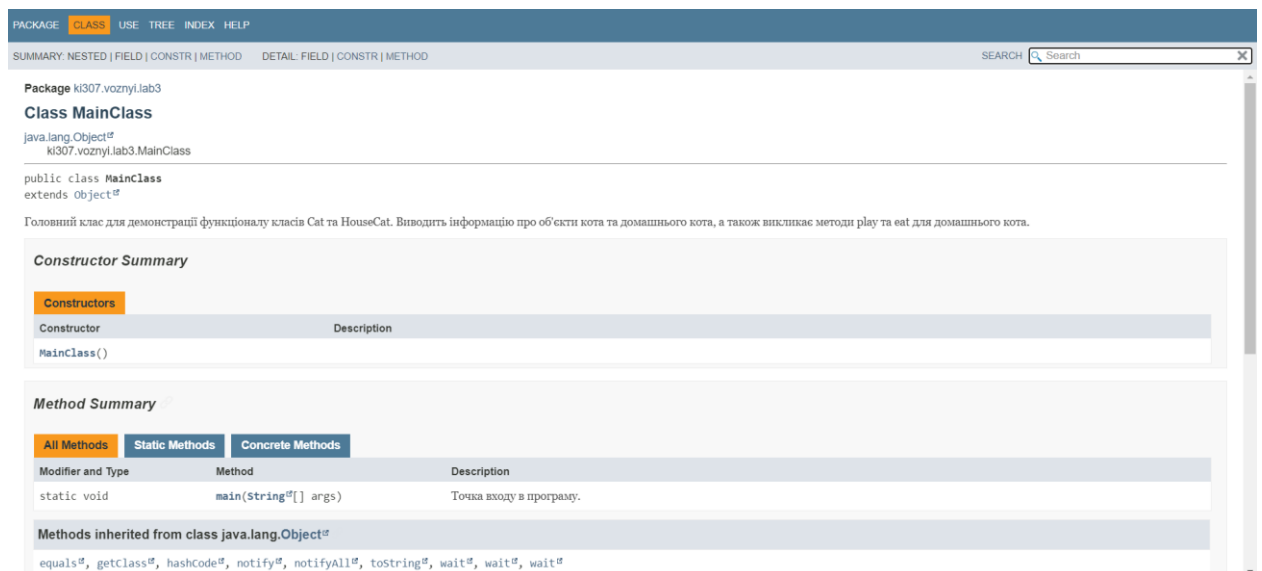 PACKAGE CLASS USE TREE INDEX HELP
SUMMARY: NESTED | FIELD | CONSTR | METHOD DETAIL: FIELD | CONSTR | METHOD SEARCH Search
Package ki307.voznyi.lab3
Class MainClass
java.lang.Object
ki307.voznyi.lab3.MainClass
public class MainClass
extends Object
Головний клас для демонстрації функціоналу класів Cat та HouseCat. Виводить інформацію про об'єкти кота та домашнього кота, а також викликає методи play та eat для домашнього кота.
Constructor Summary
Constructors
Constructor Description
MainClass()
Method Summary
All Methods Static Methods Concrete Methods
Modifier and Type Method Description
static void main(String[] args) Точка входу в програму.
Methods inherited from class java.lang.Object
equals, getClass, hashCode, notify, notifyAll, toString, wait, wait, wait